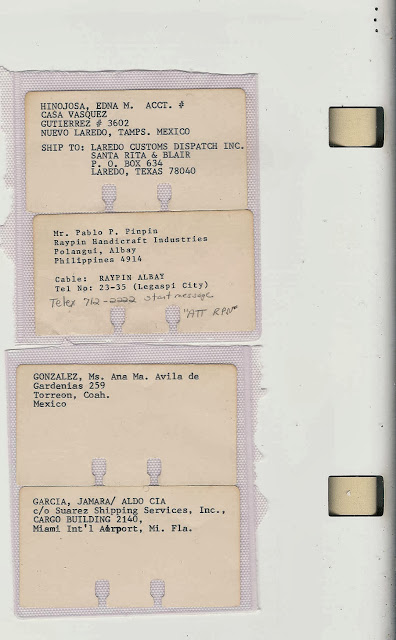 HINOJOSA, EDNA M.  ACCT. #
CASA VASQUEZ
GUTIERREZ # 3602
NUEVO LAREDO, TAMPS. MEXICO
SHIP TO: LAREDO CUSTOMS DISPATCH INC.
SANTA RITA & BLAIR
P. O. BOX 634
LAREDO, TEXAS 78040
Mr. Pablo P. Pinpin
Raypin Handicraft Industries
Polangui, Albay
Philippines 4914
Cable: RAYPIN ALBAY
Tel No: 23-35 (Legaspi City)
Telex 712-2222 start message
"ATT RPN"
GONZALEZ, Ms. Ana Ma. Avila de
Gardenias 259
Torreon, Coah.
Mexico
GARCIA, JAMARA/ ALDO CIA
c/o Suarez Shipping Services, Inc.,
CARGO BUILDING 2140,
Miami Int'l Airport, Mi. Fla.